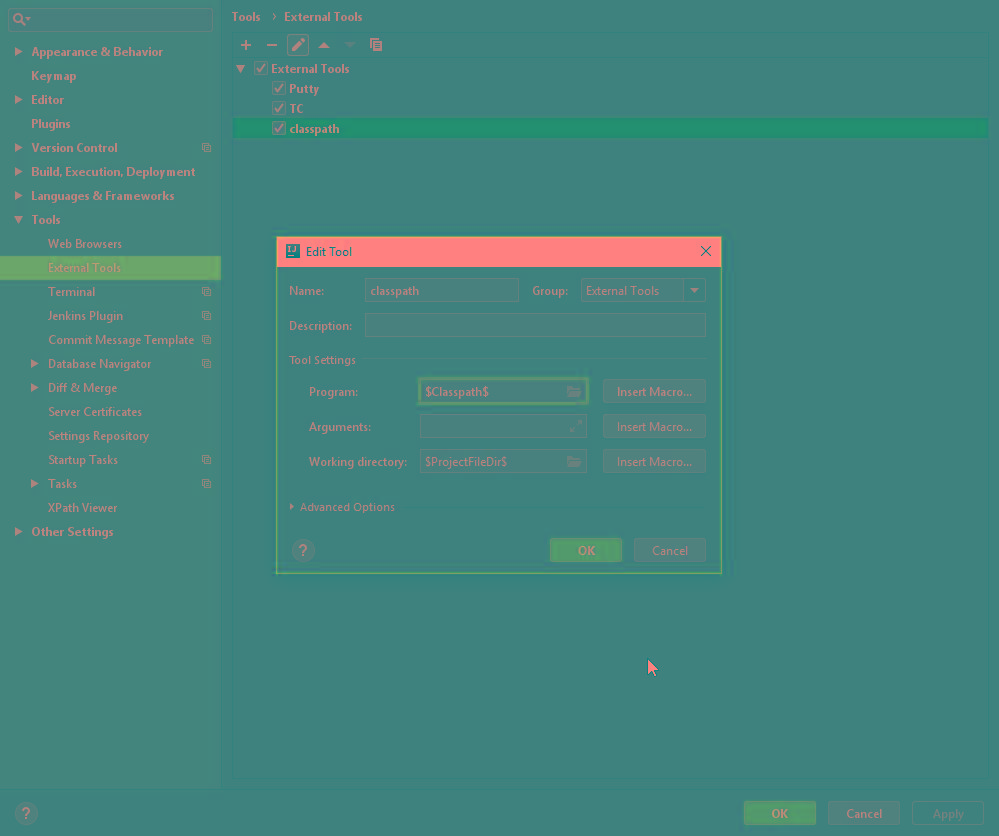 Tools › External Tools
Appearance & Behavior
Keymap
Editor
Plugins
Version Control
Build, Execution, Deployment
Languages & Frameworks
Tools
Web Browsers
External Tools
Terminal
Jenkins Plugin
Commit Message Template
Database Navigator
Diff & Merge
Server Certificates
Settings Repository
Startup Tasks
Tasks
XPath Viewer
Other Settings
External Tools
Putty
TC
classpath
IJ Edit Tool
Name: classpath Group: External Tools
Description:
Tool Settings
Program: $Classpath$ Insert Macro...
Arguments: Insert Macro...
Working directory: $ProjectFileDir$ Insert Macro...
Advanced Options
? OK Cancel
? OK Cancel Apply